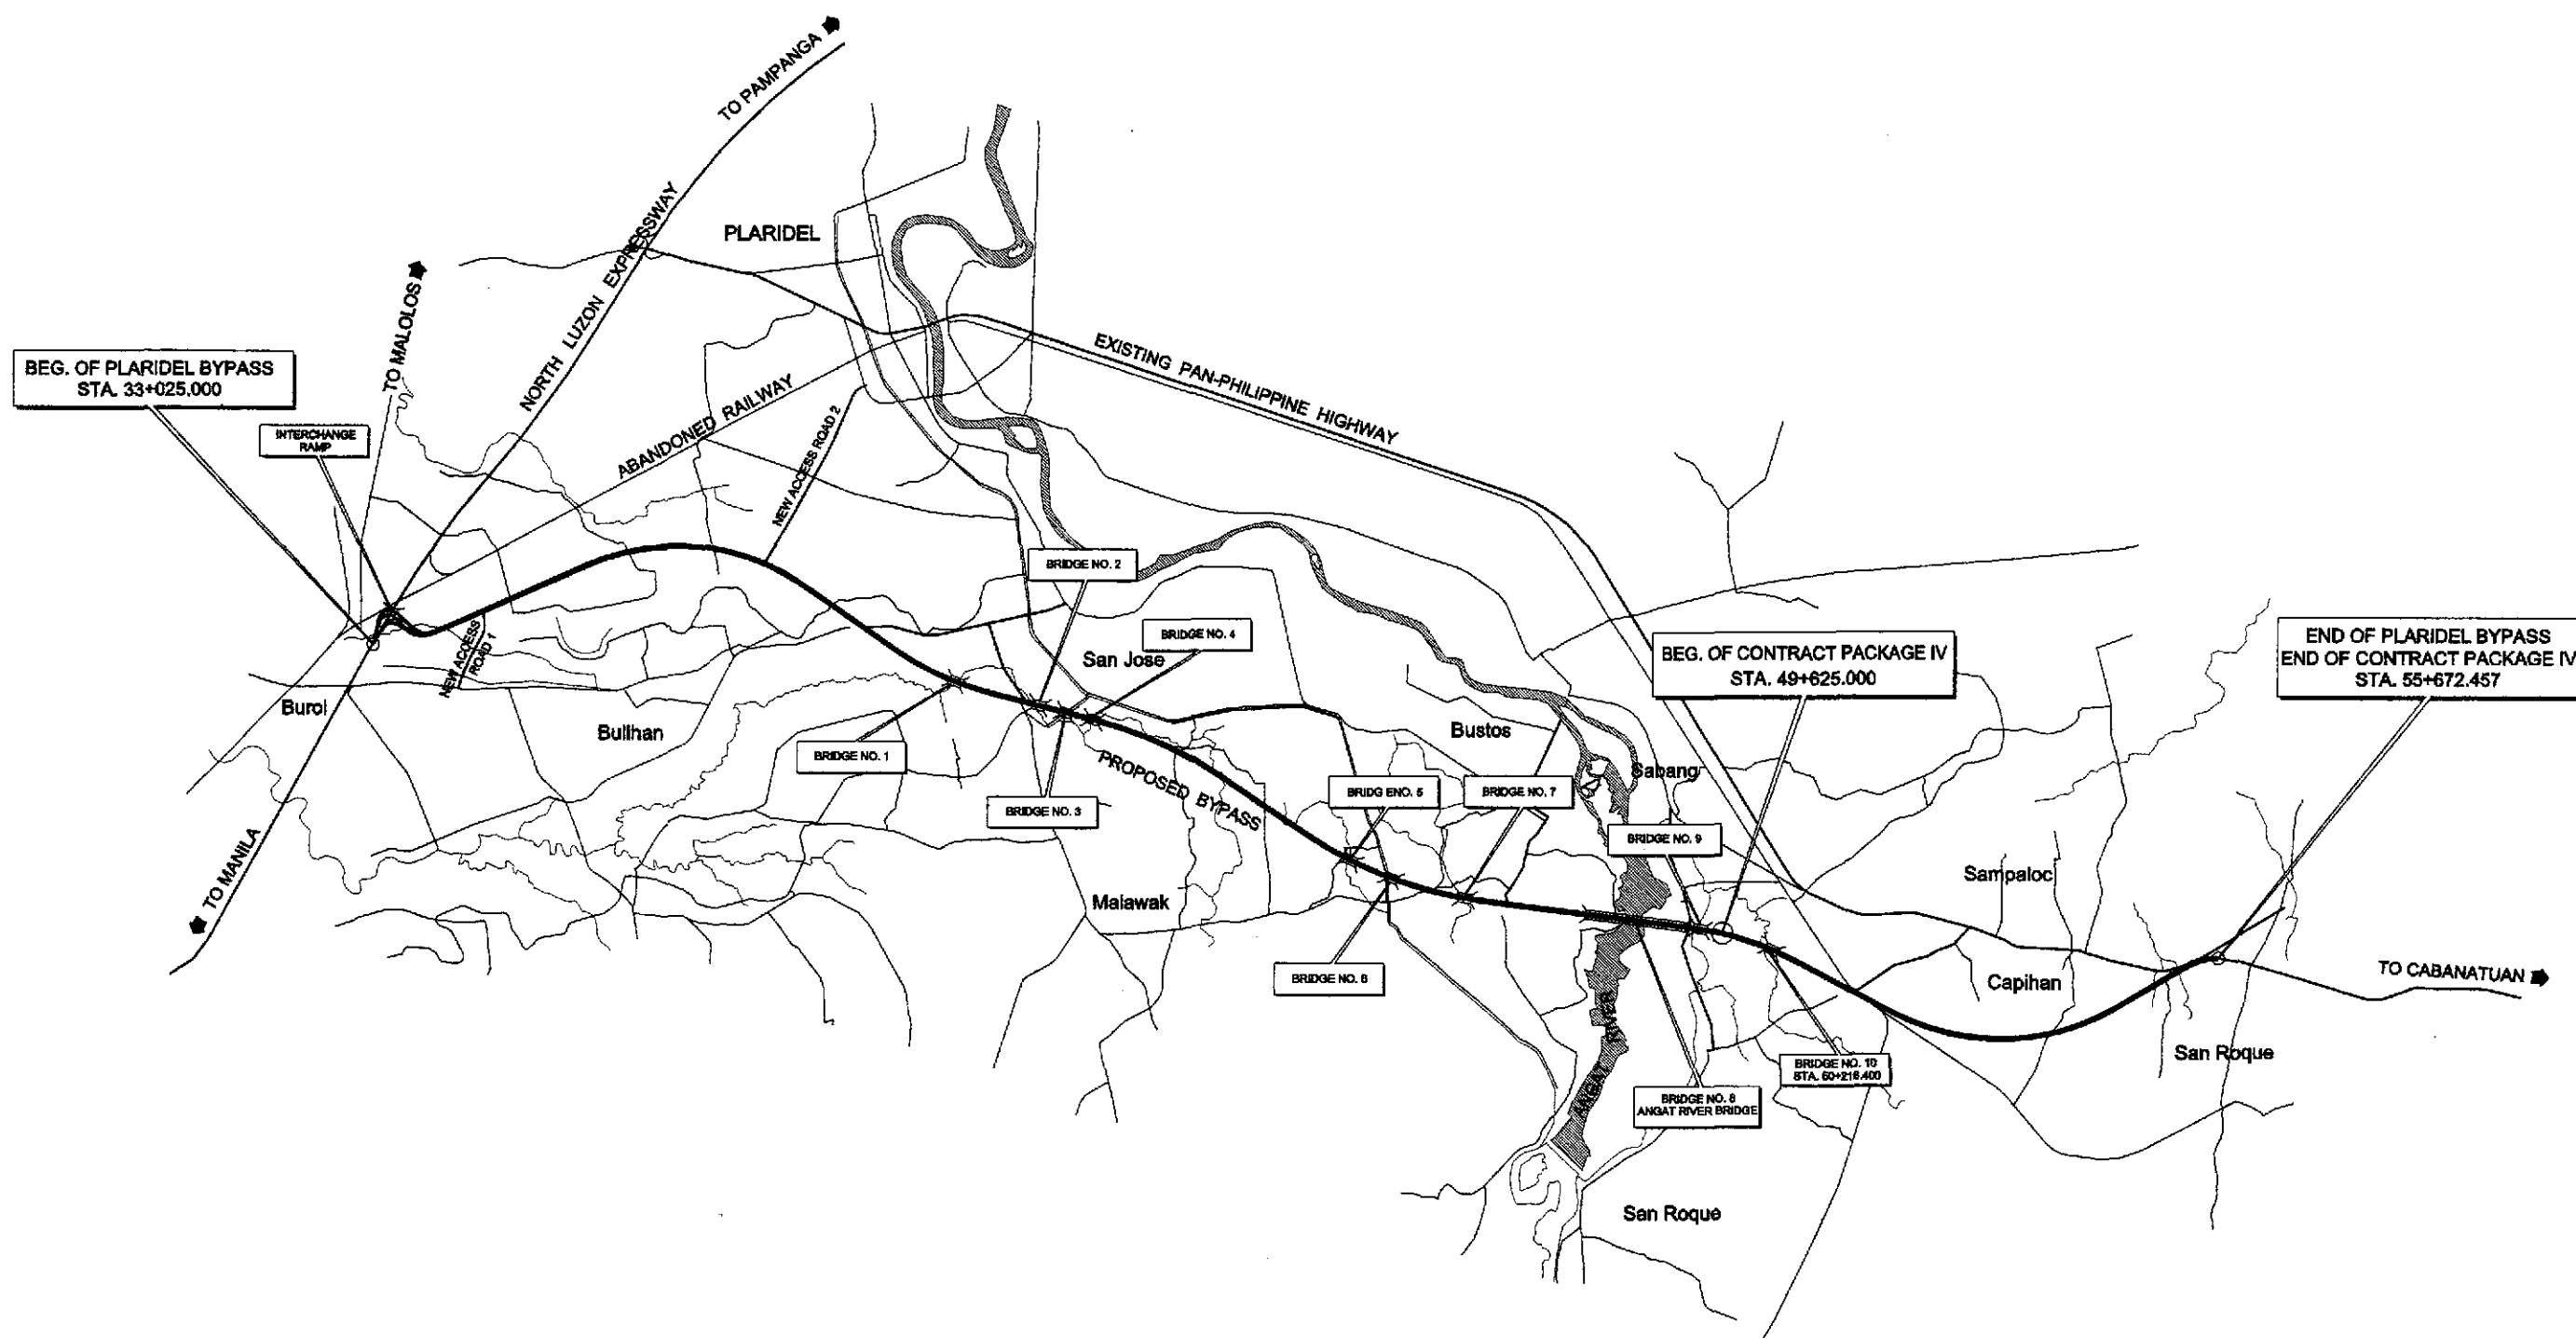 TO PAMPANGA
PLARIDEL
NORTH LUZON EXPRESSWAY
TO MALOLOS
EXISTING PAN-PHILIPPINE HIGHWAY
BEG. OF PLARIDEL BYPASS
STA. 33+025.000
INTERCHANGE
RAMP
ABANDONED RAILWAY
NEW ACCESS ROAD 2
BRIDGE NO. 2
NEW ACCESS
ROAD 1
BRIDGE NO. 4
San Jose
BEG. OF CONTRACT PACKAGE IV
STA. 49+625.000
END OF PLARIDEL BYPASS
END OF CONTRACT PACKAGE IV
STA. 55+672.457
Burol
Bulihan
BRIDGE NO. 1
Bustos
PROPOSED BYPASS
Sabang
BRIDGE NO. 3
BRIDG ENO. 5
BRIDGE NO. 7
BRIDGE NO. 9
TO MANILA
Malawak
Sampaloc
BRIDGE NO. 6
Capihan
TO CABANATUAN
ANGAT RIVER
San Roque
BRIDGE NO. 10
STA. 50+216.400
BRIDGE NO. 8
ANGAT RIVER BRIDGE
San Roque